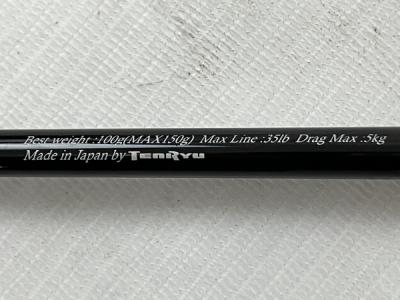 Best weight :100g(MAX150g) Max Line :35lb Drag Max :5kg
Made in Japan by TenRyu